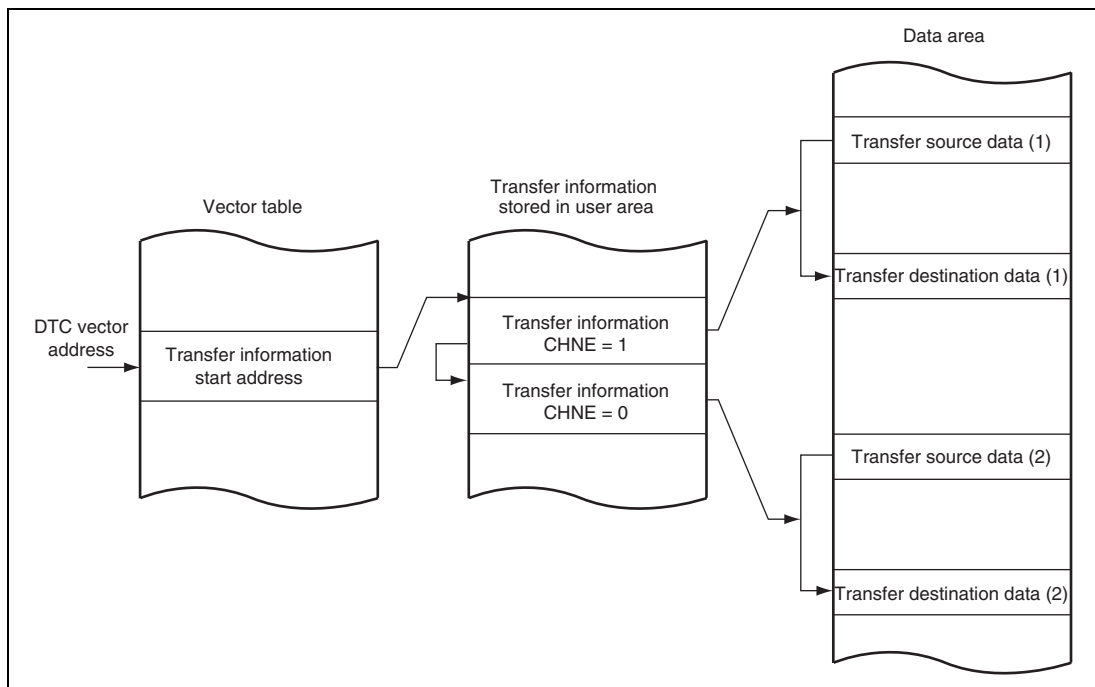 Data area
Transfer source data (1)
Transfer information
stored in user area
Vector table
Transfer destination data (1)
DTC vector
address
Transfer information
start address
Transfer information
CHNE = 1
Transfer information
CHNE = 0
Transfer source data (2)
Transfer destination data (2)